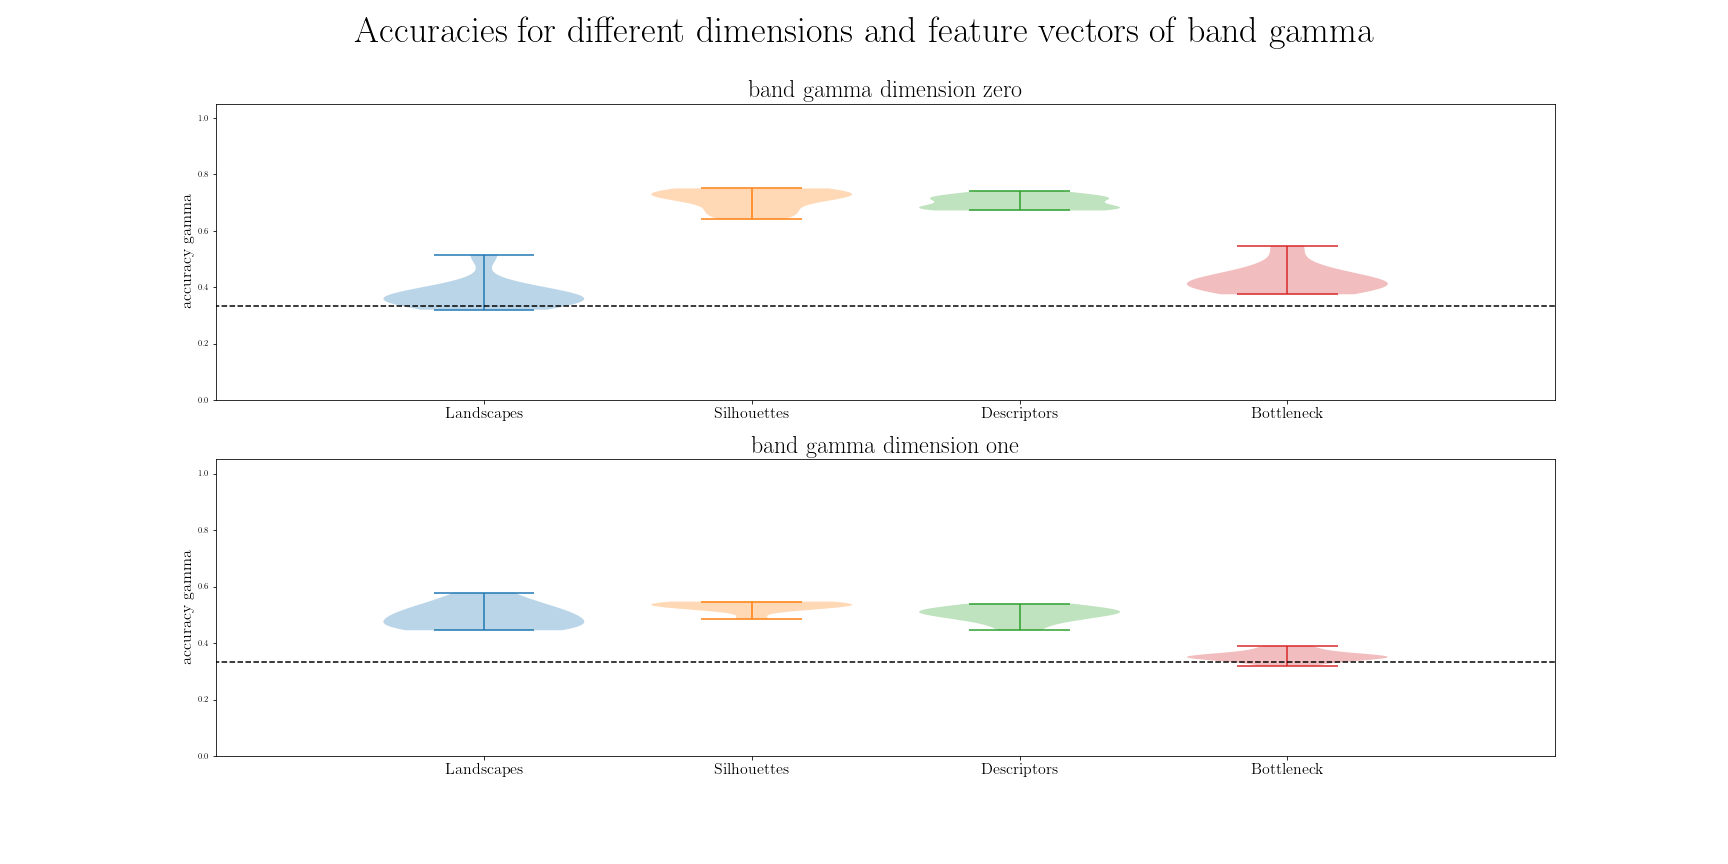 Accuracies for different dimensions and feature vectors of band gamma
band gamma dimension zero
1.0
0.8
0.6
0.4
0.2
0.0
accuracy gamma
Landscapes Silhouettes Descriptors Bottleneck
band gamma dimension one
1.0
0.8
0.6
0.4
0.2
0.0
accuracy gamma
Landscapes Silhouettes Descriptors Bottleneck